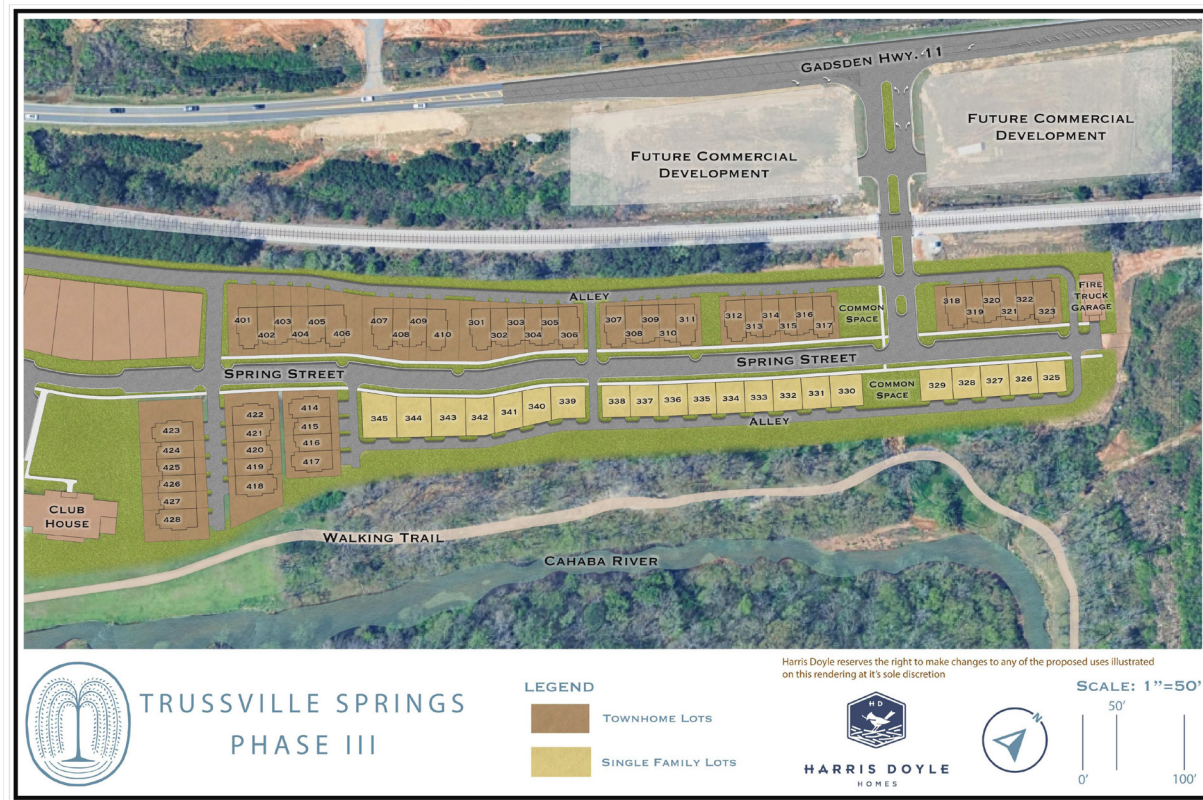 GADSDEN HWY. 11
FUTURE COMMERCIAL
DEVELOPMENT
FUTURE COMMERCIAL
DEVELOPMENT
ALLEY
401
402
403
404
405
406
407
408
409
410
301
302
303
304
305
306
307
308
309
310
311
312
313
314
315
316
317
COMMON
SPACE
318
319
320
321
322
323
FIRE
TRUCK
GARAGE
SPRING STREET
SPRING STREET
345
344
343
342
341
340
339
338
337
336
335
334
333
332
331
330
COMMON
SPACE
329
328
327
326
325
ALLEY
423
424
425
426
427
428
422
421
420
419
418
414
415
416
417
CLUB
HOUSE
WALKING TRAIL
CAHABA RIVER
TRUSSVILLE SPRINGS
PHASE III
LEGEND
TOWNHOME LOTS
SINGLE FAMILY LOTS
Harris Doyle reserves the right to make changes to any of the proposed uses illustrated
on this rendering at it's sole discretion
HD
HARRIS DOYLE
HOMES
N
SCALE: 1"=50'
50'
0'
100'